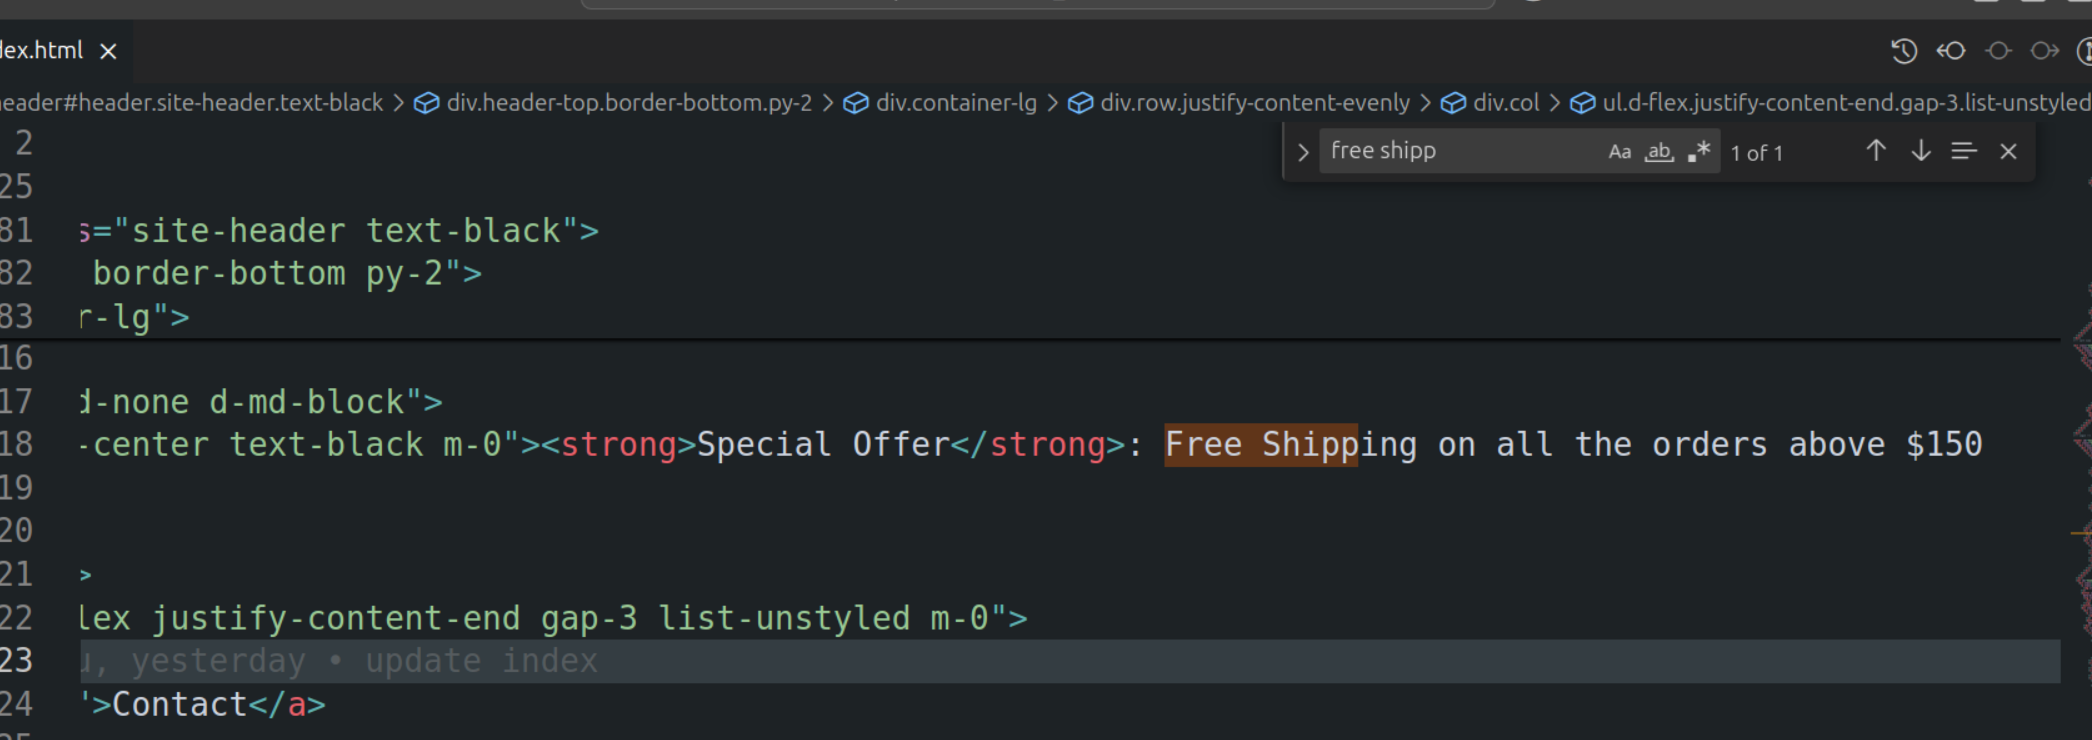 ex.html ×
eader#header.site-header.text-black > div.header-top.border-bottom.py-2 > div.container-lg > div.row.justify-content-evenly > div.col > ul.d-flex.justify-content-end.gap-3.list-unstyled
free shipp Aa ab .* 1 of 1
2
25
81 s="site-header text-black">
82 border-bottom py-2">
83 r-lg">
16
17 d-none d-md-block">
18 -center text-black m-0"><strong>Special Offer</strong>: Free Shipping on all the orders above $150
19
20
21 >
22 lex justify-content-end gap-3 list-unstyled m-0">
23 u, yesterday • update index
24 ">Contact</a>